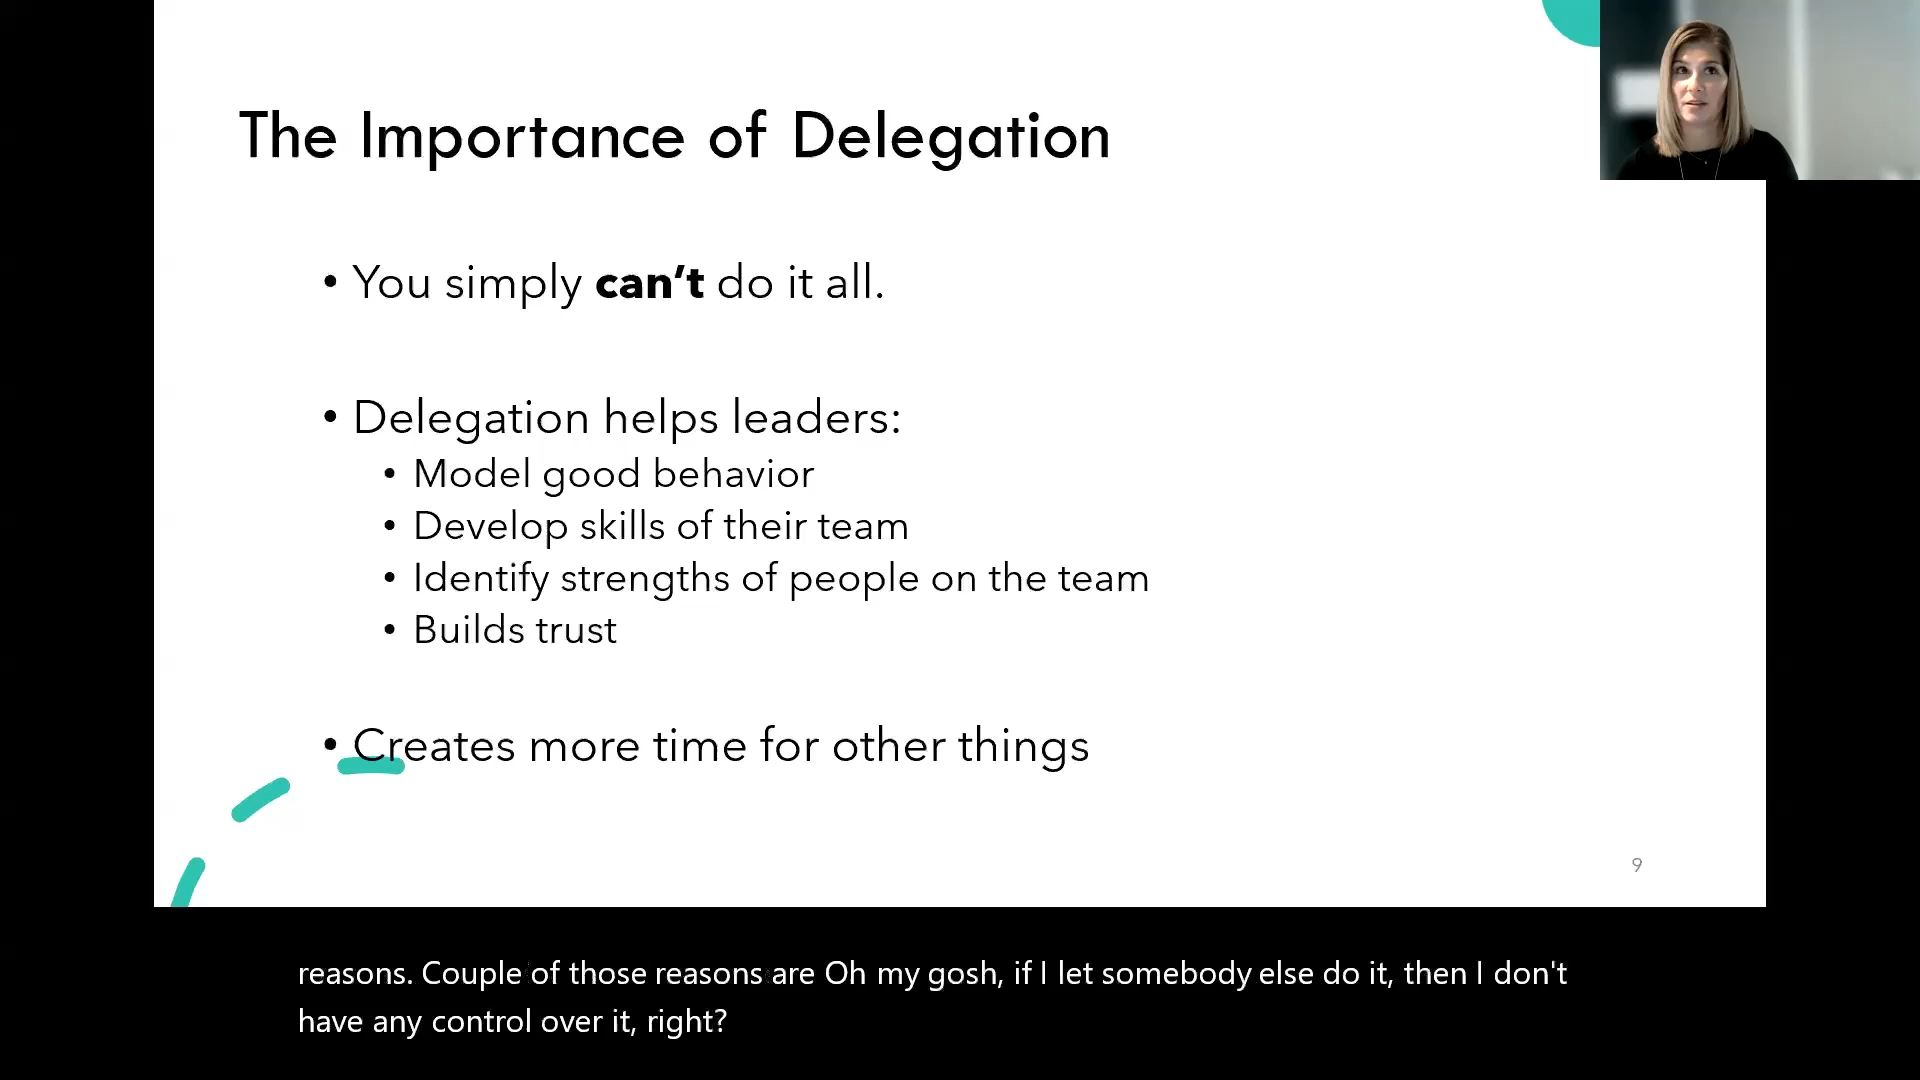 The Importance of Delegation
• You simply can’t do it all.
• Delegation helps leaders:
• Model good behavior
• Develop skills of their team
• Identify strengths of people on the team
• Builds trust
• Creates more time for other things
9
reasons. Couple of those reasons are Oh my gosh, if I let somebody else do it, then I don't
have any control over it, right?